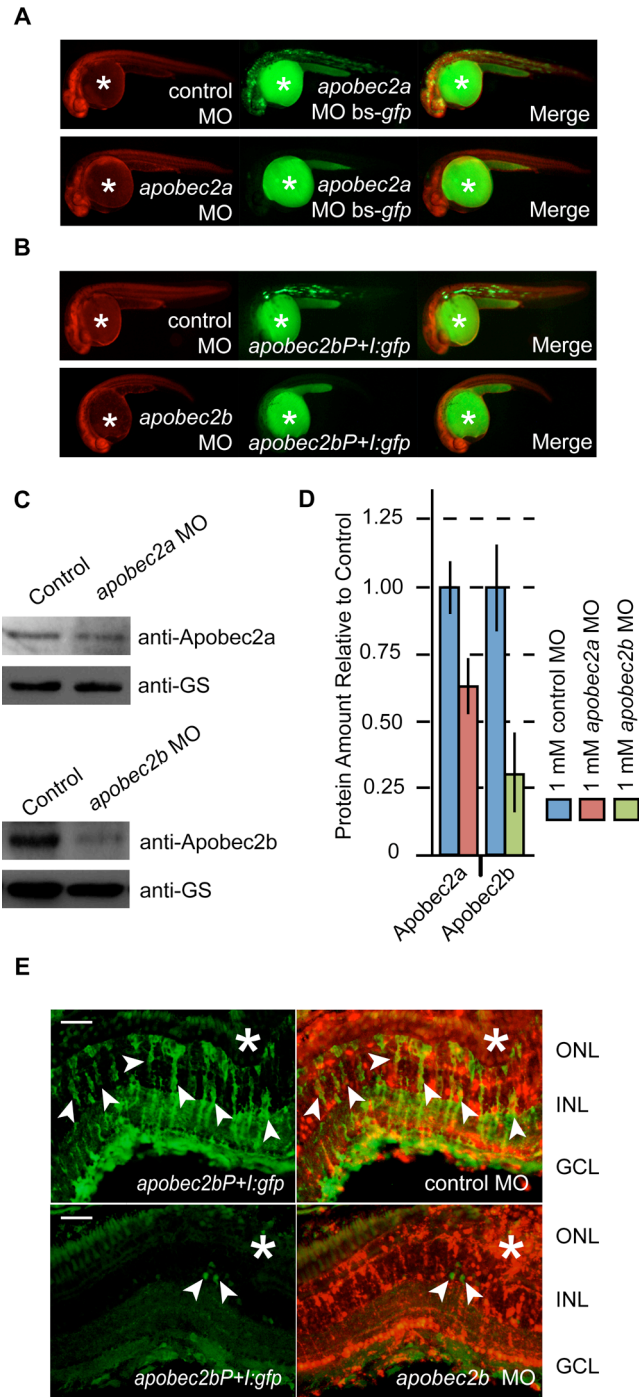 A
control
MO
apobec2a
MO bs-gfp
Merge
apobec2a
MO
apobec2a
MO bs-gfp
Merge
B
control
MO
apobec2bP+I:gfp
Merge
apobec2b
MO
apobec2bP+I:gfp
Merge
C
Control
apobec2a MO
anti-Apobec2a
anti-GS
Control
apobec2b MO
anti-Apobec2b
anti-GS
D
Protein Amount Relative to Control
1.25
1.00
0.75
0.50
0.25
0
Apobec2a
Apobec2b
1 mM control MO
1 mM apobec2a MO
1 mM apobec2b MO
E
apobec2bP+I:gfp
control MO
ONL
INL
GCL
apobec2bP+I:gfp
apobec2b MO
ONL
INL
GCL